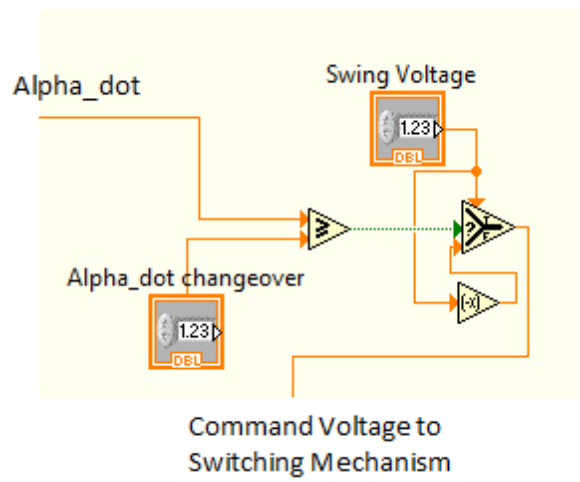 Swing Voltage
Alpha_dot
1.23
DBL
≥
?
T
F
Alpha_dot changeover
(-X)
1.23
DBL
Command Voltage to
Switching Mechanism